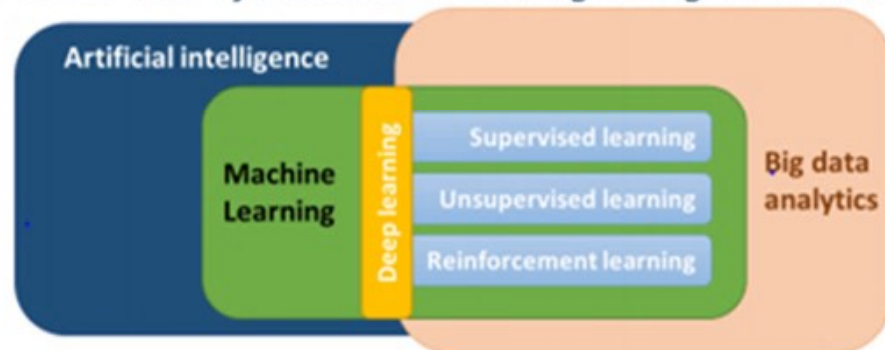 Artificial intelligence
Machine
Learning
Deep learning
Supervised learning
Unsupervised learning
Reinforcement learning
Big data
analytics